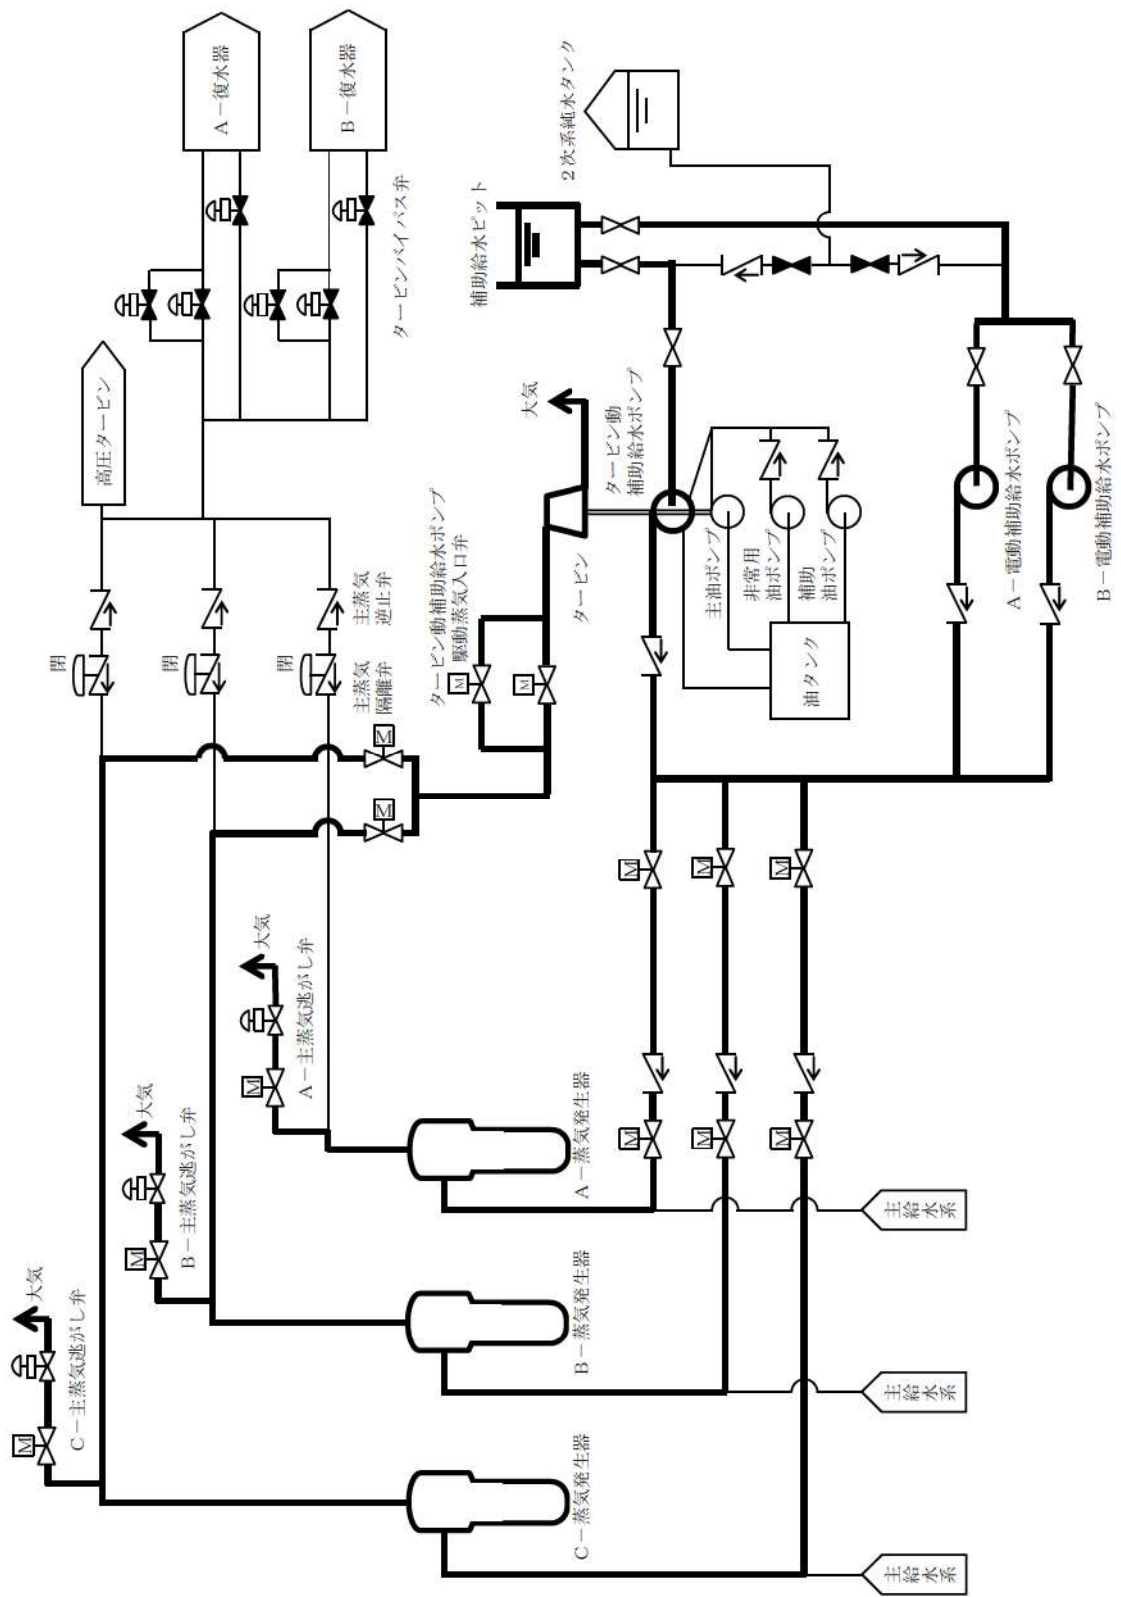 A－復水器
B－復水器
タービンバイパス弁
高圧タービン
2次系純水タンク
補助給水ピット
大気
タービン動
補助給水ポンプ
タービン
タービン動補助給水ポンプ
駆動蒸気入口弁
M
M
主蒸気
逆止弁
主蒸気
隔離弁
閉
閉
閉
M
M
主油ポンプ
非常用
油ポンプ
補助
油ポンプ
油タンク
A－電動補助給水ポンプ
B－電動補助給水ポンプ
大気
M
A－主蒸気逃がし弁
大気
M
B－主蒸気逃がし弁
大気
M
C－主蒸気逃がし弁
M
M
M
M
M
M
A－蒸気発生器
B－蒸気発生器
C－蒸気発生器
主
給
水
系
主
給
水
系
主
給
水
系